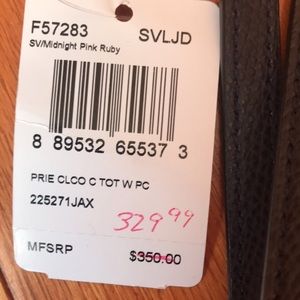 F57283 SVLJD
SV/Midnight Pink Ruby
8 89532 65537 3
PRIE CLCO C TOT W PC
225271JAX
329.99
MFSRP $350.00